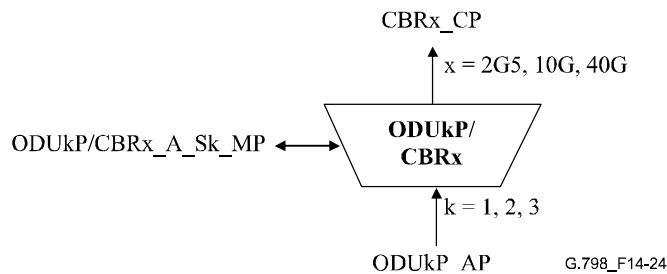 CBRx_CP
x = 2G5, 10G, 40G
ODUkP/CBRx_A_Sk_MP
ODUkP/
CBRx
k = 1, 2, 3
ODUkP_AP
G.798_F14-24